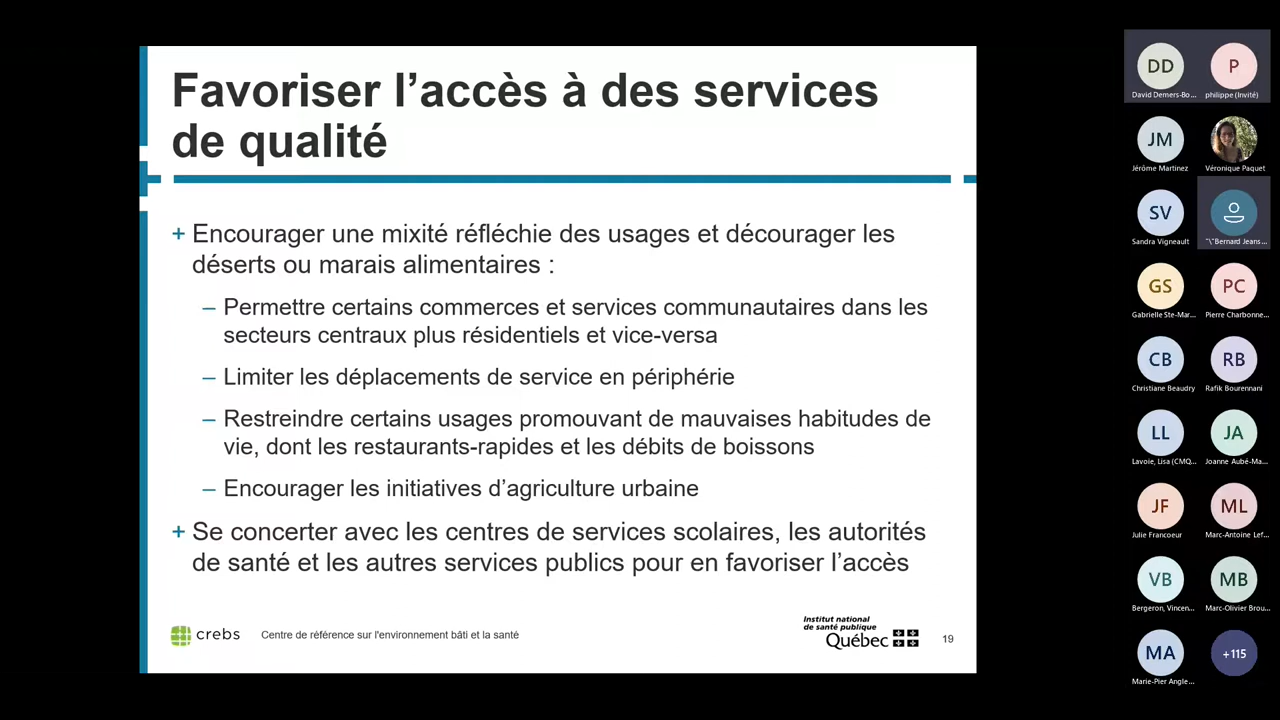 Favoriser l’accès à des services
de qualité
+ Encourager une mixité réfléchie des usages et décourager les
déserts ou marais alimentaires :
– Permettre certains commerces et services communautaires dans les
secteurs centraux plus résidentiels et vice-versa
– Limiter les déplacements de service en périphérie
– Restreindre certains usages promouvant de mauvaises habitudes de
vie, dont les restaurants-rapides et les débits de boissons
– Encourager les initiatives d’agriculture urbaine
+ Se concerter avec les centres de services scolaires, les autorités
de santé et les autres services publics pour en favoriser l’accès
crebs
Centre de référence sur l'environnement bâti et la santé
Institut national
de santé publique
Québec
19
DD
David Demers-Bo...
P
philippe (Invité)
JM
Jérôme Martinez
Véronique Paquet
SV
Sandra Vigneault
"\"Bernard Jeans...
GS
Gabrielle Ste-Mar...
PC
Pierre Charbonne...
CB
Christiane Beaudry
RB
Rafik Bourennani
LL
Lavoie, Lisa (CMQ...
JA
Joanne Aubé-Ma...
JF
Julie Francoeur
ML
Marc-Antoine Lef...
VB
Bergeron, Vincen...
MB
Marc-Olivier Brou...
MA
Marie-Pier Angle...
+115